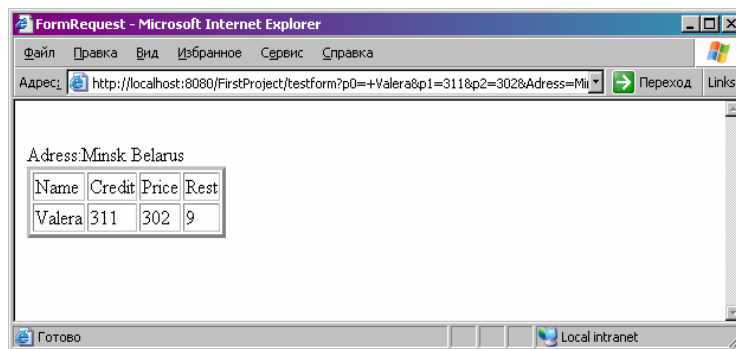 FormRequest - Microsoft Internet Explorer
Файл Правка Вид Избранное Сервис Справка
Адрес: http://localhost:8080/FirstProject/testform?p0=+Valera&p1=311&p2=302&Adress=Mi Переход Links
Adress:Minsk Belarus
Name Credit Price Rest
Valera 311 302 9
Готово Local intranet